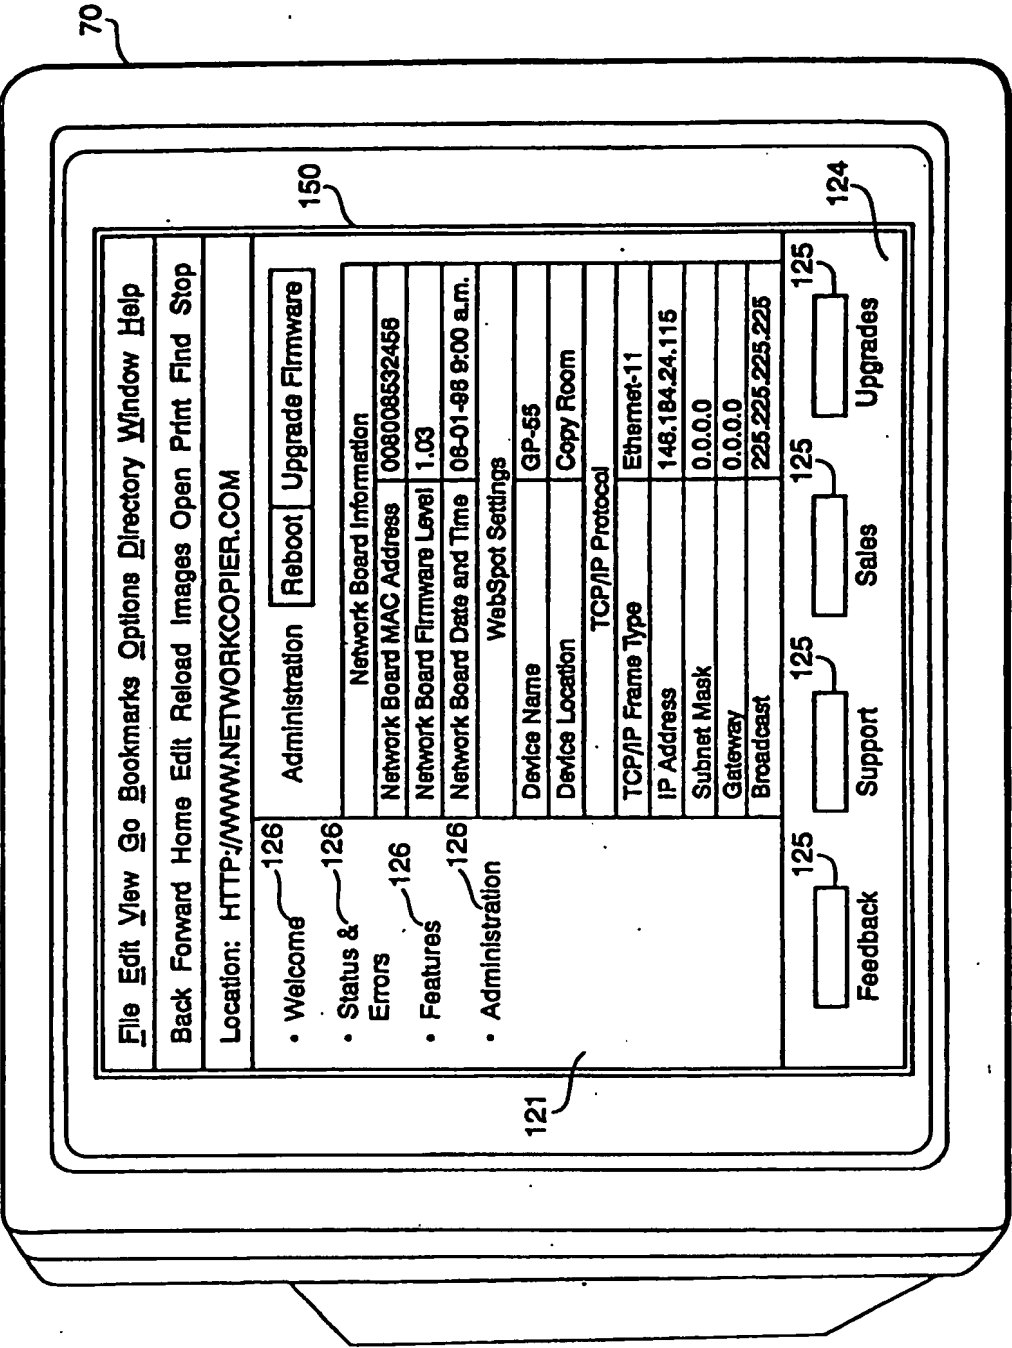 70
150
File Edit View Go Bookmarks Options Directory Window Help
Back Forward Home Edit Reload Images Open Print Find Stop
Location: HTTP://WWW.NETWORKCOPIER.COM
• Welcome 126
• Status & Errors 126
• Features 126
• Administration 126
121
Administration Reboot Upgrade Firmware
Network Board Information
Network Board MAC Address 008008532458
Network Board Firmware Level 1.03
Network Board Date and Time 08-01-98 9:00 a.m.
WebSpot Settings
Device Name GP-55
Device Location Copy Room
TCP/IP Protocol
TCP/IP Frame Type Ethernet-11
IP Address 146.184.24.115
Subnet Mask 0.0.0.0
Gateway 0.0.0.0
Broadcast 225.225.225.225
125 125 125 125
Feedback Support Sales Upgrades
124